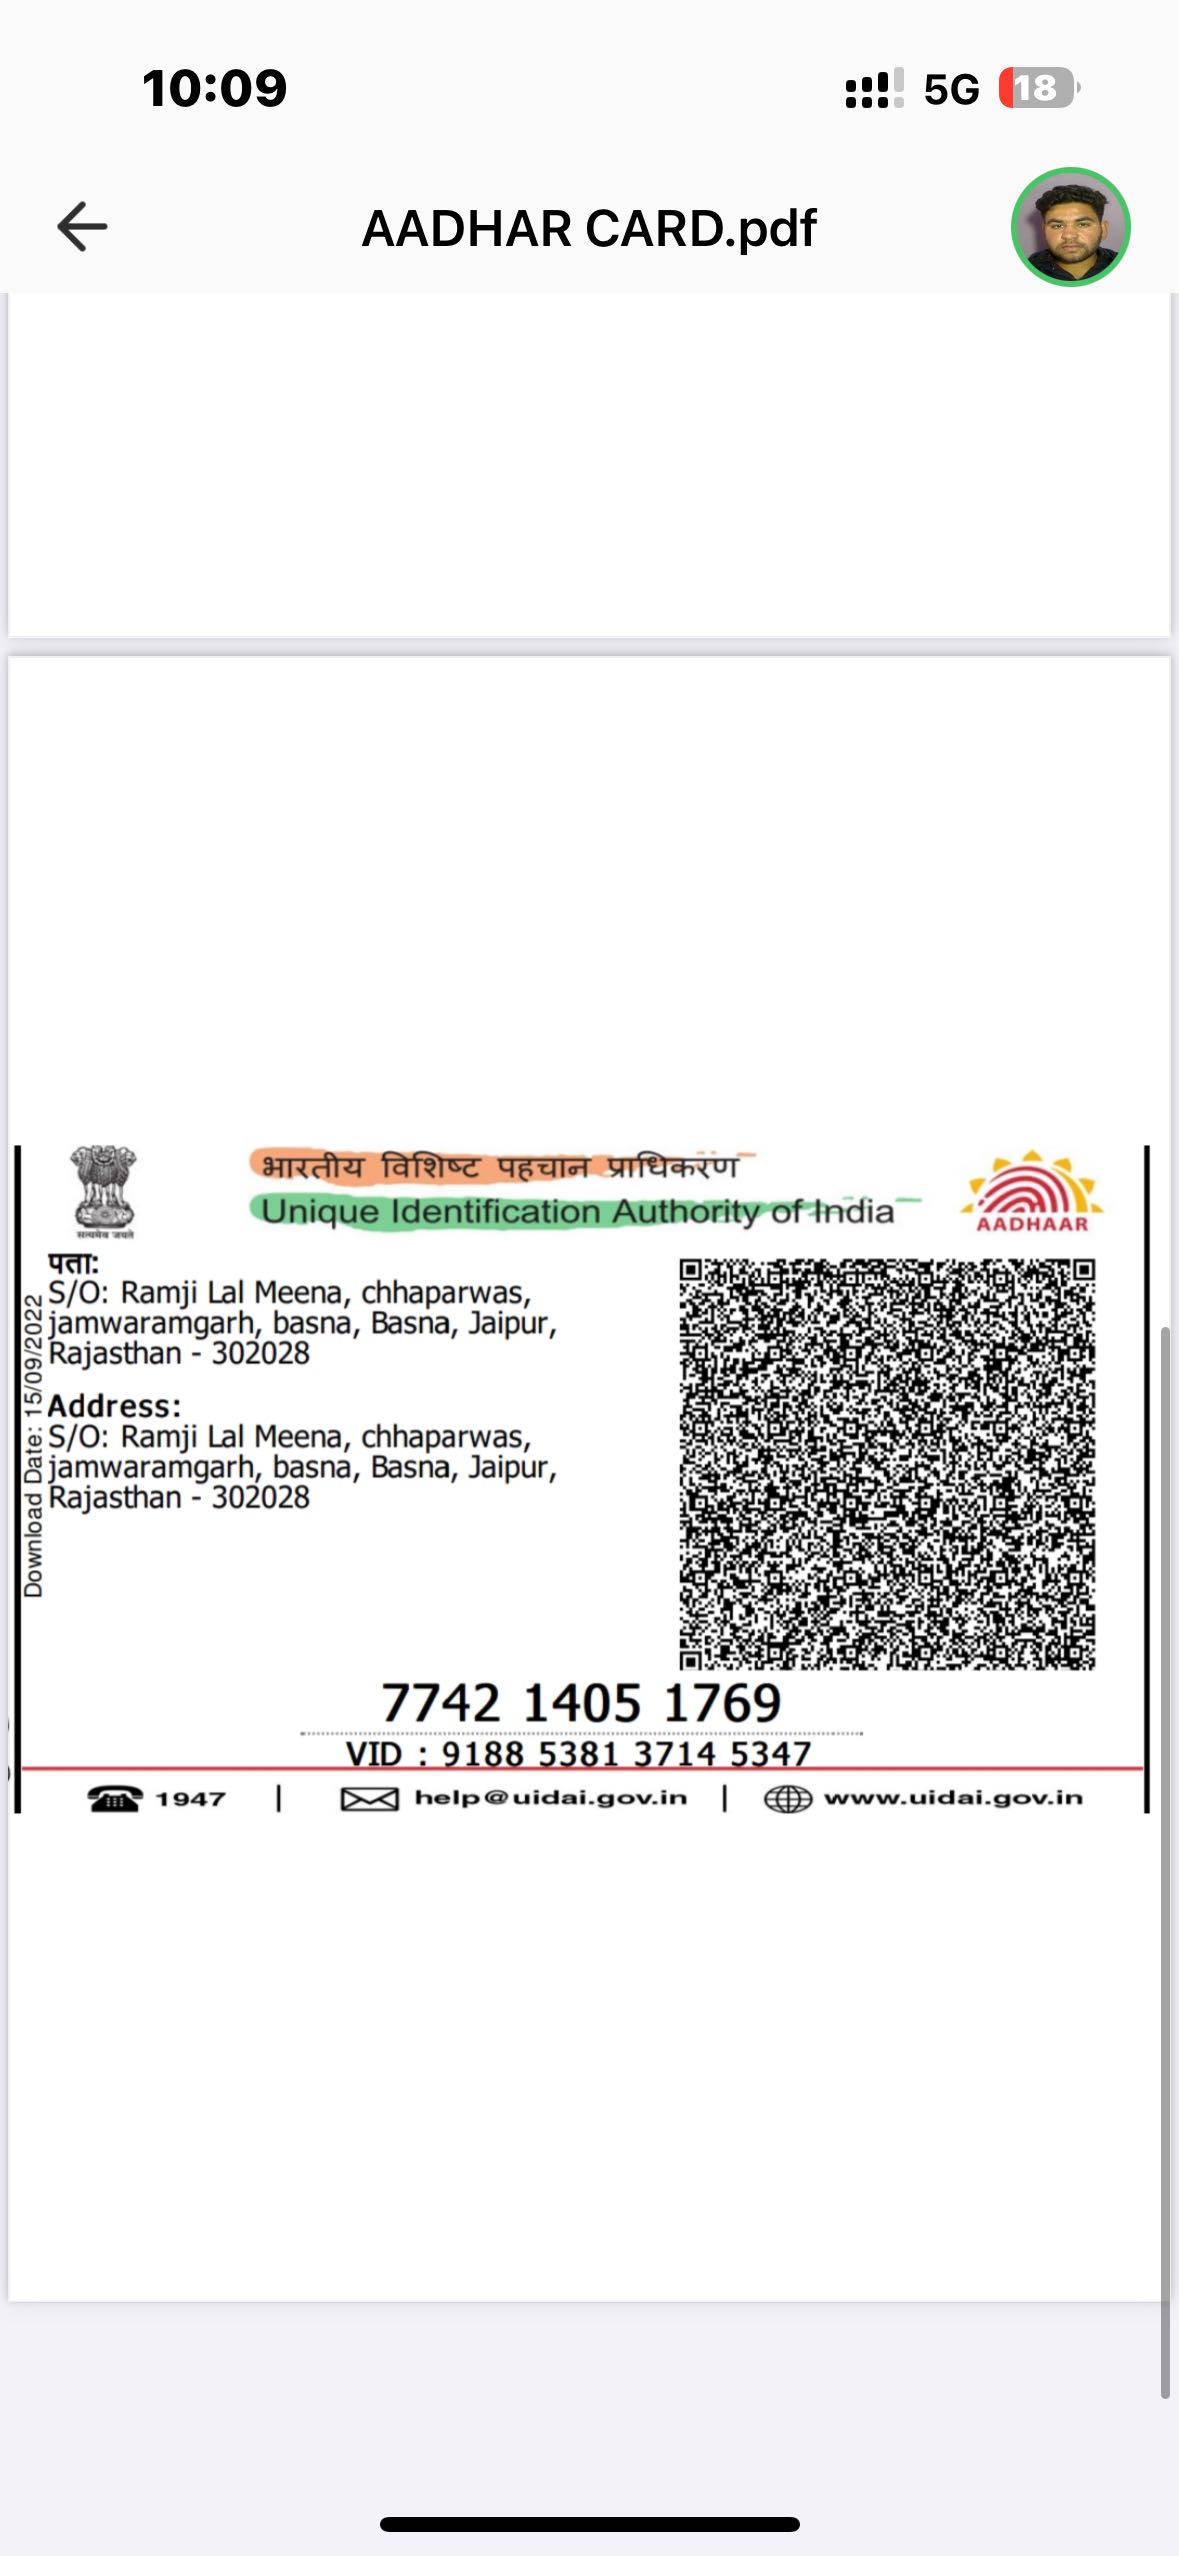 10:09
5G 18
AADHAR CARD.pdf
भारतीय विशिष्ट पहचान प्राधिकरण
Unique Identification Authority of India
सत्यमेव जयते
AADHAAR
पता:
S/O: Ramji Lal Meena, chhaparwas,
jamwaramgarh, basna, Basna, Jaipur,
Rajasthan - 302028
Address:
S/O: Ramji Lal Meena, chhaparwas,
jamwaramgarh, basna, Basna, Jaipur,
Rajasthan - 302028
Download Date: 15/09/2022
7742 1405 1769
VID : 9188 5381 3714 5347
1947 | help@uidai.gov.in | www.uidai.gov.in